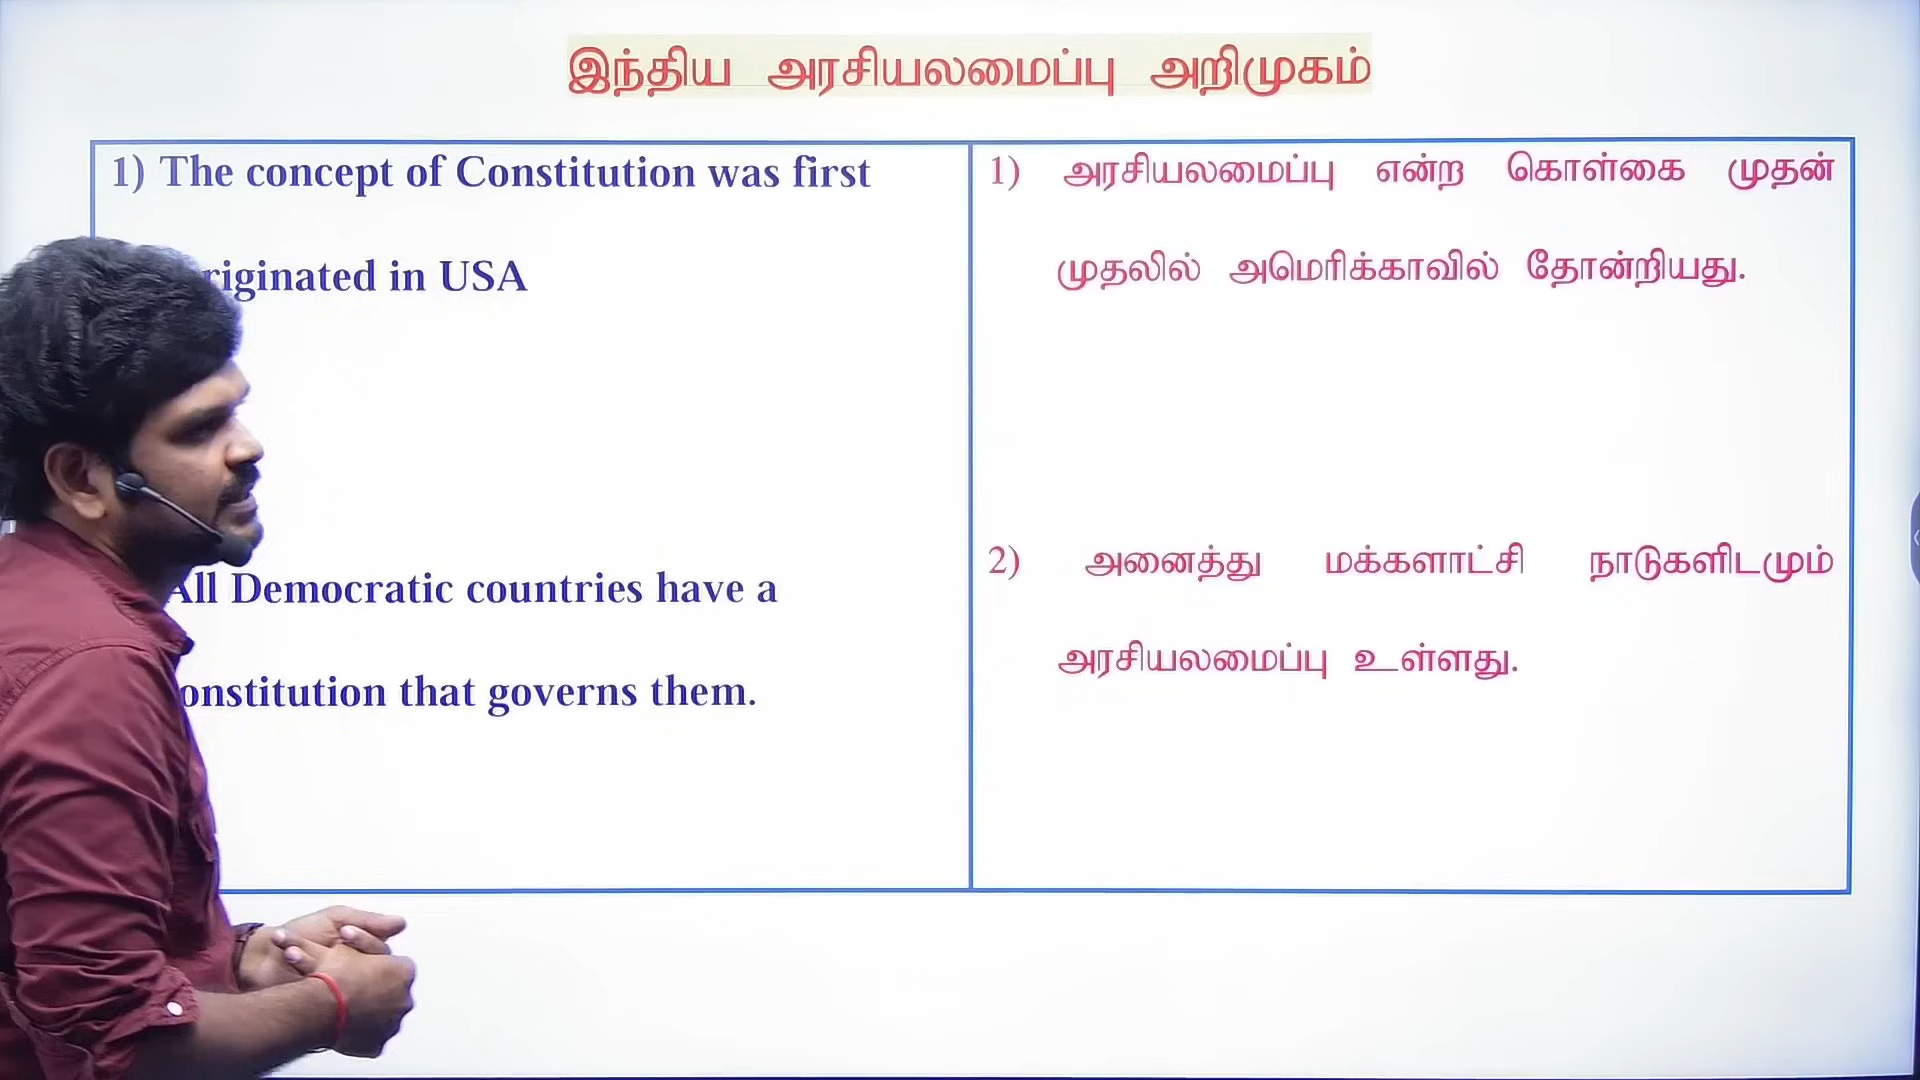 இந்திய அரசியலமைப்பு அறிமுகம்
1) The concept of Constitution was first
riginated in USA
All Democratic countries have a
onstitution that governs them.
1) அரசியலமைப்பு என்ற கொள்கை முதன்
முதலில் அமெரிக்காவில் தோன்றியது.
2) அனைத்து மக்களாட்சி நாடுகளிடமும்
அரசியலமைப்பு உள்ளது.